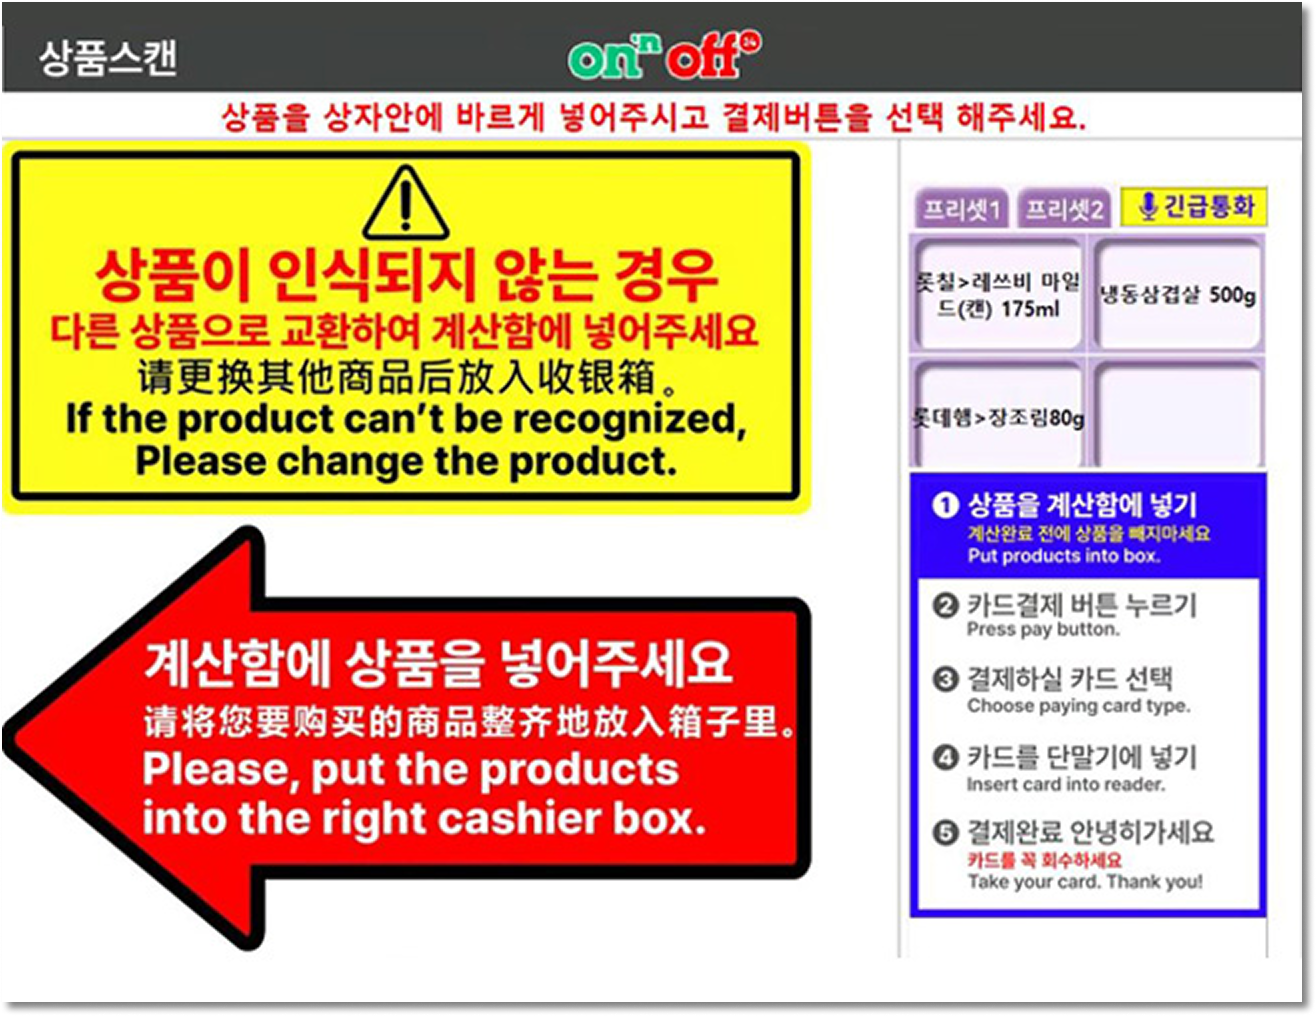 상품스캔
on'n off 24
상품을 상자안에 바르게 넣어주시고 결제버튼을 선택 해주세요.
상품이 인식되지 않는 경우
다른 상품으로 교환하여 계산함에 넣어주세요
请更换其他商品后放入收银箱。
If the product can't be recognized,
Please change the product.
계산함에 상품을 넣어주세요
请将您要购买的商品整齐地放入箱子里。
Please, put the products
into the right cashier box.
프리셋1
프리셋2
긴급통화
롯칠>레쓰비 마일
드(캔) 175ml
냉동삼겹살 500g
롯데햄>장조림80g
1 상품을 계산함에 넣기
계산완료 전에 상품을 빼지마세요
Put products into box.
2 카드결제 버튼 누르기
Press pay button.
3 결제하실 카드 선택
Choose paying card type.
4 카드를 단말기에 넣기
Insert card into reader.
5 결제완료 안녕히가세요
카드를 꼭 회수하세요
Take your card. Thank you!